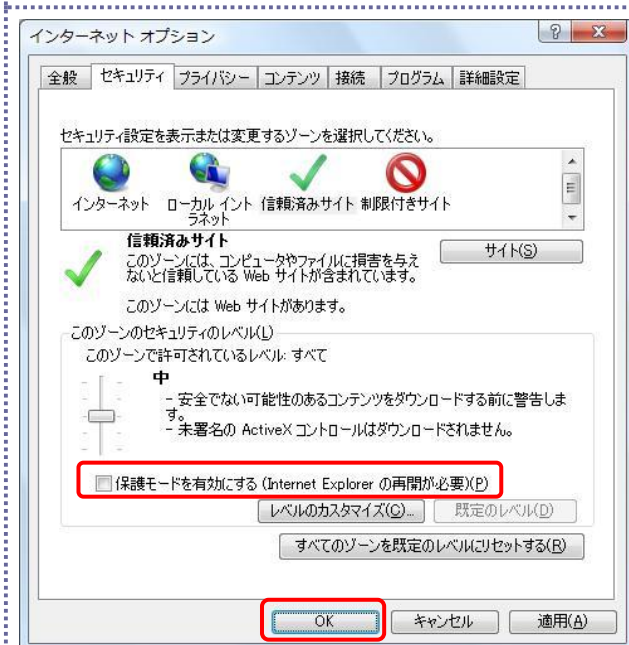 インターネット オプション
全般 セキュリティ プライバシー コンテンツ 接続 プログラム 詳細設定
セキュリティ設定を表示または変更するゾーンを選択してください。
インターネット ローカル イント 信頼済みサイト 制限付きサイト
ラネット
信頼済みサイト
サイト(S)
このゾーンには、コンピュータやファイルに損害を与え
ないと信頼している Web サイトが含まれています。
このゾーンには Web サイトがあります。
このゾーンのセキュリティのレベル(L)
このゾーンで許可されているレベル: すべて
中
- 安全でない可能性のあるコンテンツをダウンロードする前に警告しま
す。
- 未署名の ActiveX コントロールはダウンロードされません。
保護モードを有効にする (Internet Explorer の再開が必要)(P)
レベルのカスタマイズ(C)... 既定のレベル(D)
すべてのゾーンを既定のレベルにリセットする(R)
OK キャンセル 適用(A)